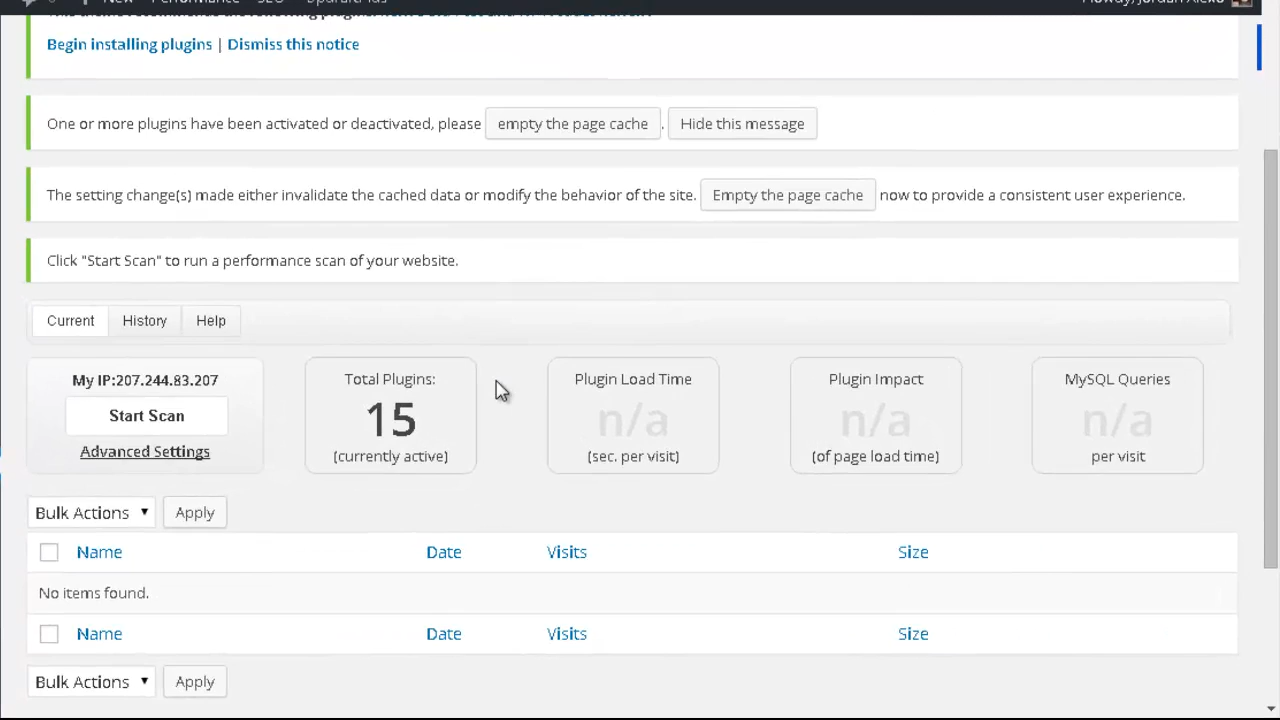 Begin installing plugins | Dismiss this notice
One or more plugins have been activated or deactivated, please empty the page cache . Hide this message
The setting change(s) made either invalidate the cached data or modify the behavior of the site. Empty the page cache now to provide a consistent user experience.
Click "Start Scan" to run a performance scan of your website.
Current History Help
My IP:207.244.83.207
Start Scan
Advanced Settings
Total Plugins:
15
(currently active)
Plugin Load Time
n/a
(sec. per visit)
Plugin Impact
n/a
(of page load time)
MySQL Queries
n/a
per visit
Bulk Actions Apply
Name Date Visits Size
No items found.
Name Date Visits Size
Bulk Actions Apply